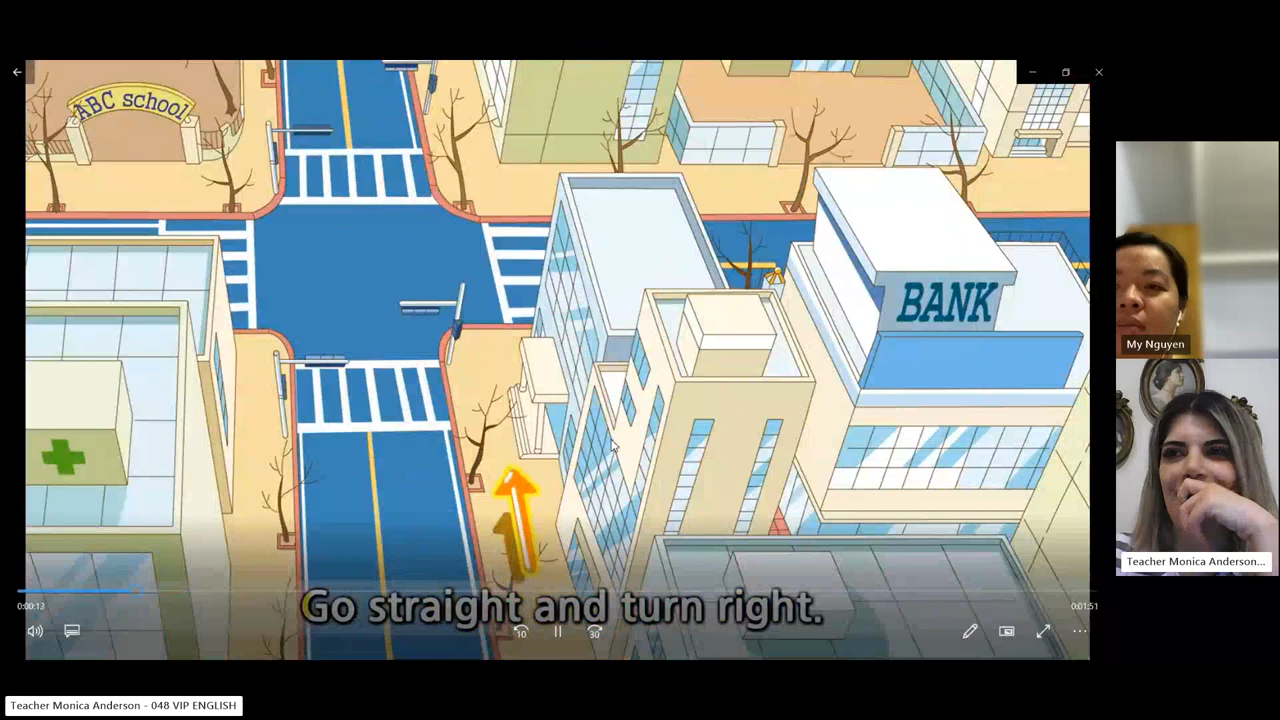 ABC school
BANK
My Nguyen
Teacher Monica Anderson...
Go straight and turn right.
0:00:13
0:01:51
10
30
Teacher Monica Anderson - 048 VIP ENGLISH